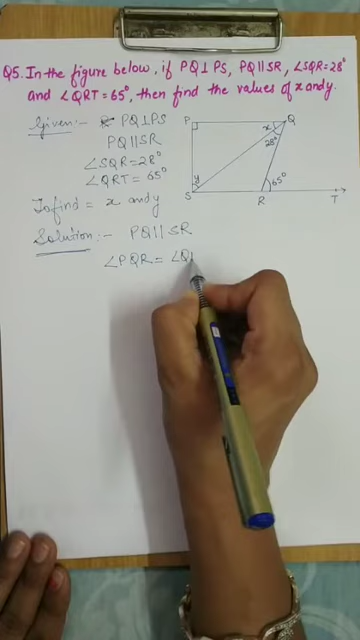 Q5. In the figure below, if PQ⊥PS, PQ||SR, ∠SQR=28°
and ∠QRT=65°, then find the values of x and y.
Given:- PQ⊥PS
PQ||SR
∠SQR=28°
∠QRT=65°
To find = x and y
Solution:- PQ||SR
∠PQR = ∠Q
P
Q
x
28°
y
65°
S
R
T